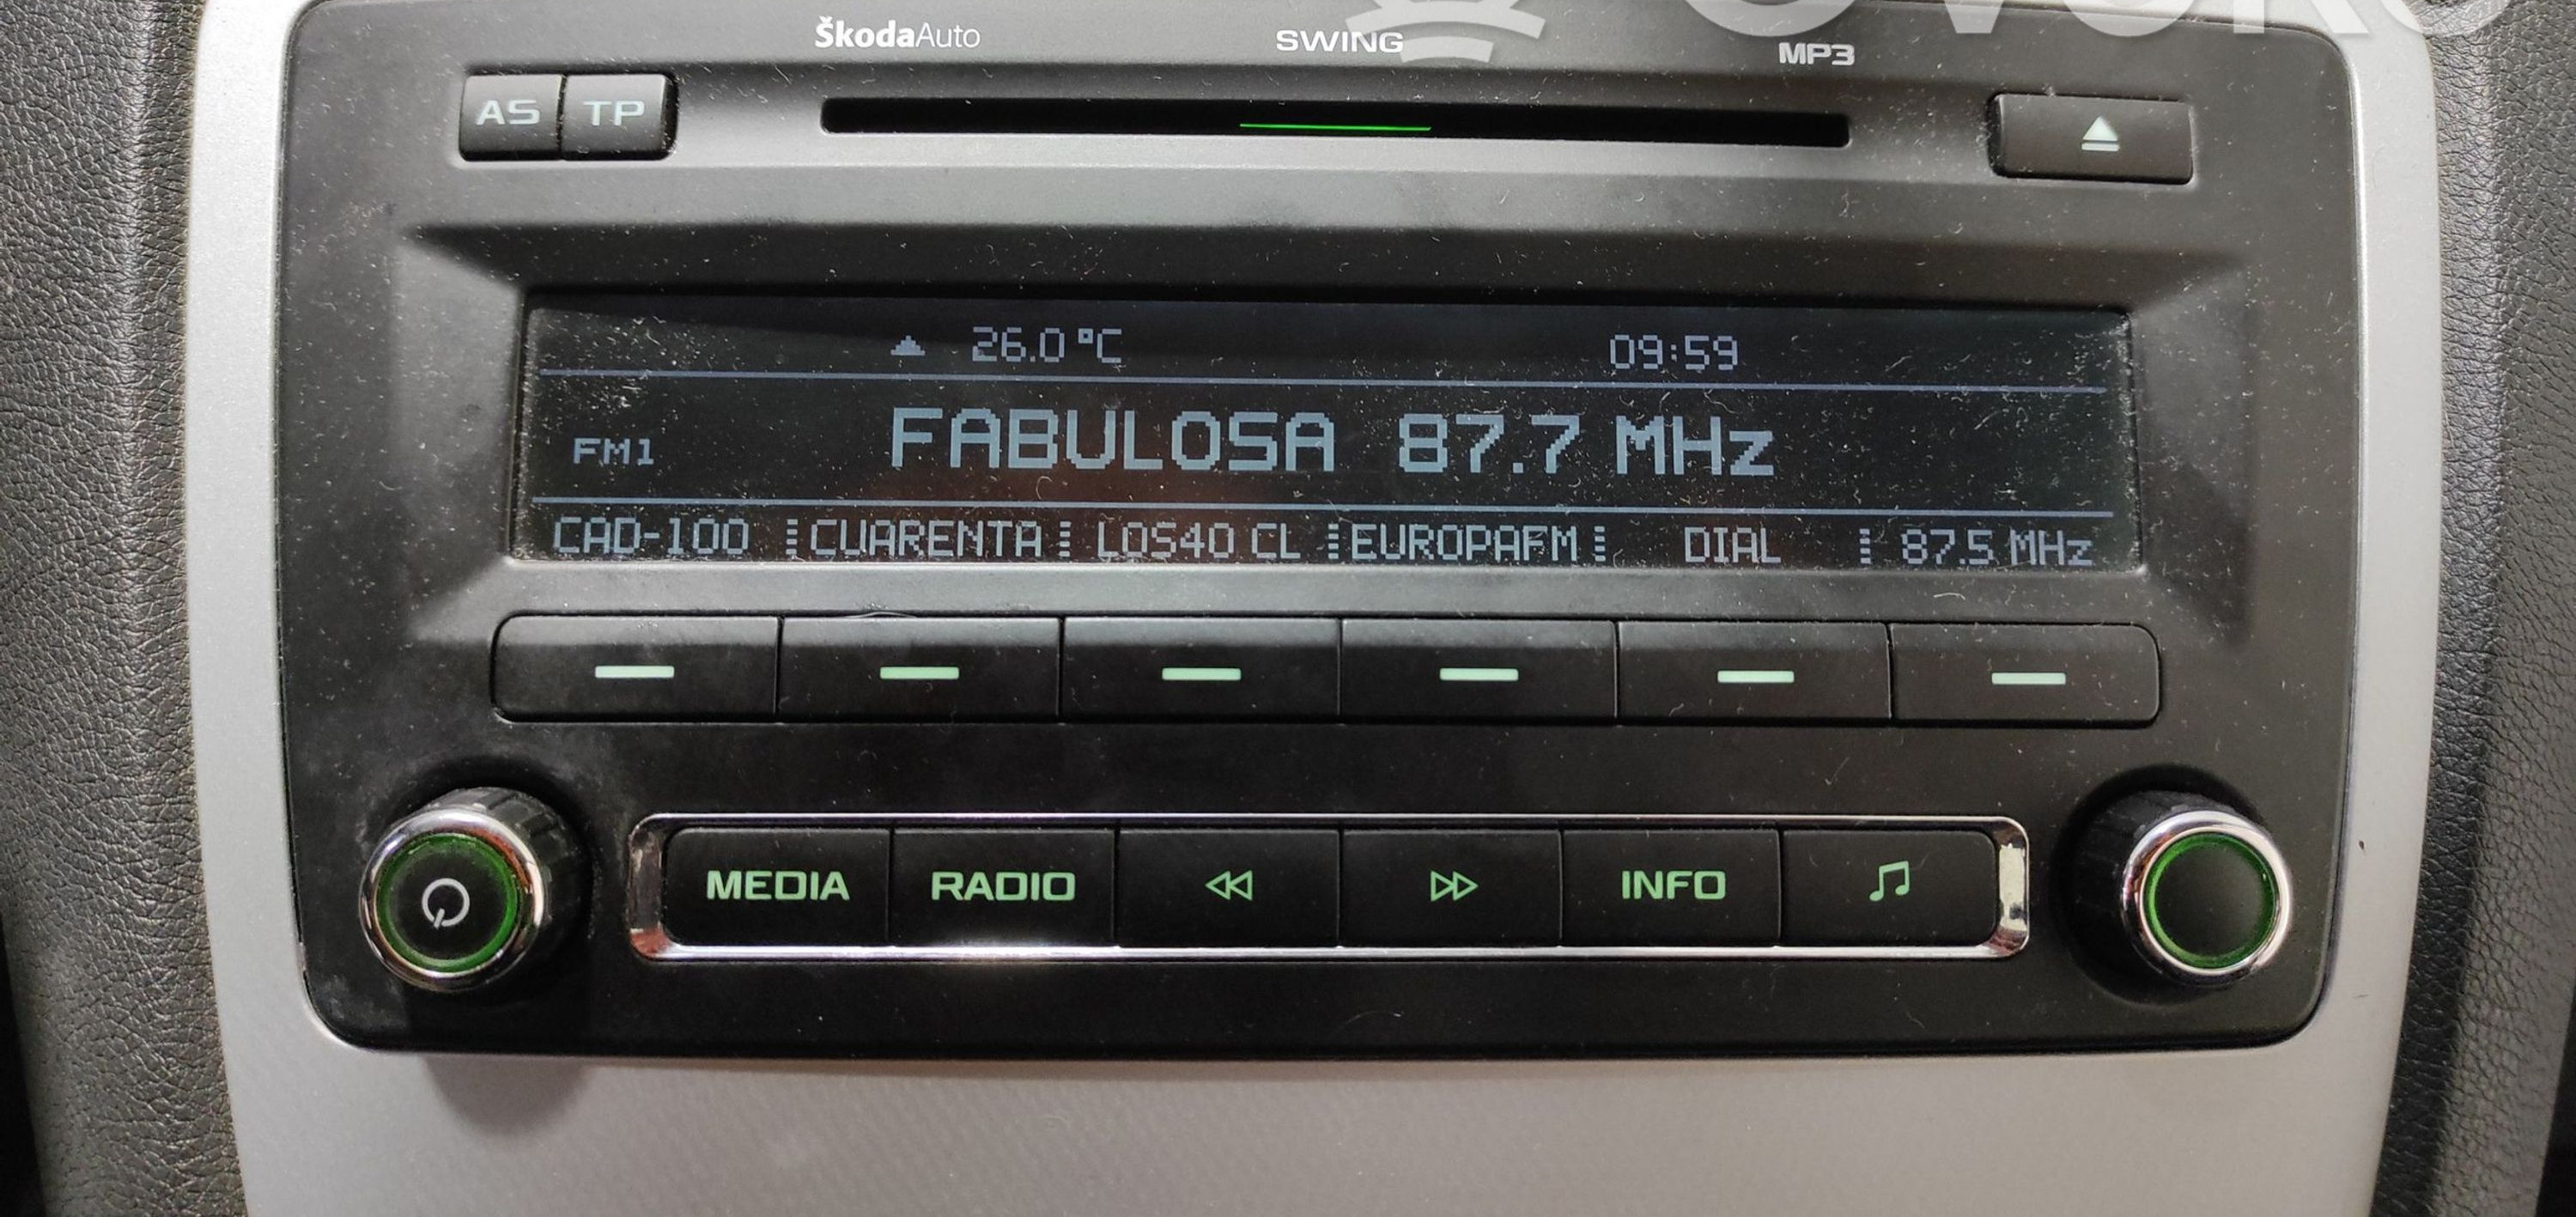 ŠkodaAuto SWING MP3
AS TP
26.0 °C 09:59
FM1 FABULOSA 87.7 MHz
CAD-100 CUARENTA LOS40 CL EUROPAFM DIAL 87.5 MHz
MEDIA RADIO INFO